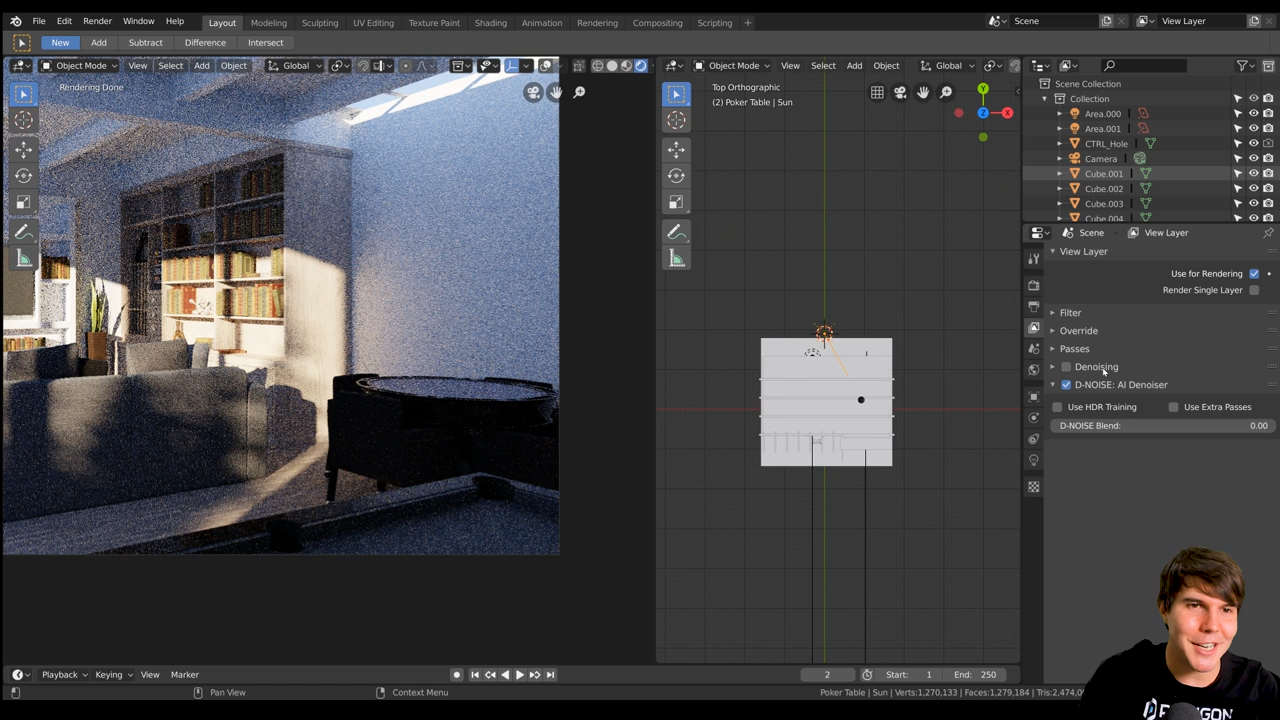 File Edit Render Window Help Layout Modeling Sculpting UV Editing Texture Paint Shading Animation Rendering Compositing Scripting + Scene View Layer
New Add Subtract Difference Intersect
Object Mode View Select Add Object Global Object Mode View Select Add Object Global
Rendering Done
Top Orthographic
(2) Poker Table | Sun
Y
Z
X
Scene Collection
Collection
Area.000
Area.001
CTRL_Hole
Camera
Cube.001
Cube.002
Cube.003
Cube.004
Scene View Layer
View Layer
Use for Rendering
Render Single Layer
Filter
Override
Passes
Denoising
D-NOISE: AI Denoiser
Use HDR Training Use Extra Passes
D-NOISE Blend: 0.00
Playback Keying View Marker 2 Start: 1 End: 250
Pan View Context Menu Poker Table | Sun | Verts:1,270,133 | Faces:1,279,184 | Tris:2,474,0